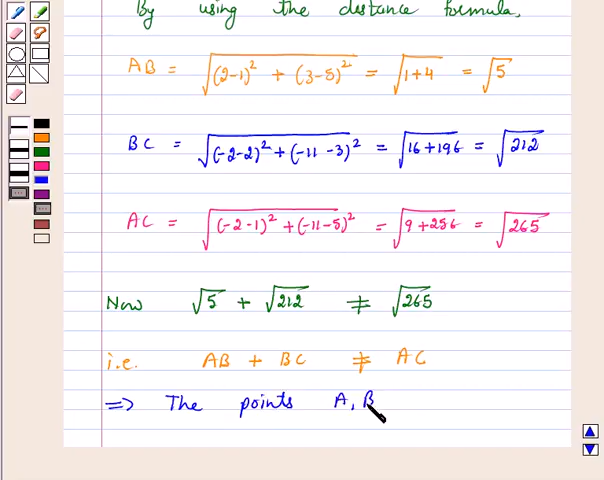 By using the distance formula,
AB = √(2-1)² + (3-5)² = √1+4 = √5
BC = √(-2-2)² + (-11-3)² = √16+196 = √212
AC = √(-2-1)² + (-11-5)² = √9+256 = √265
Now √5 + √212 ≠ √265
i.e. AB + BC ≠ AC
=> The points A, B